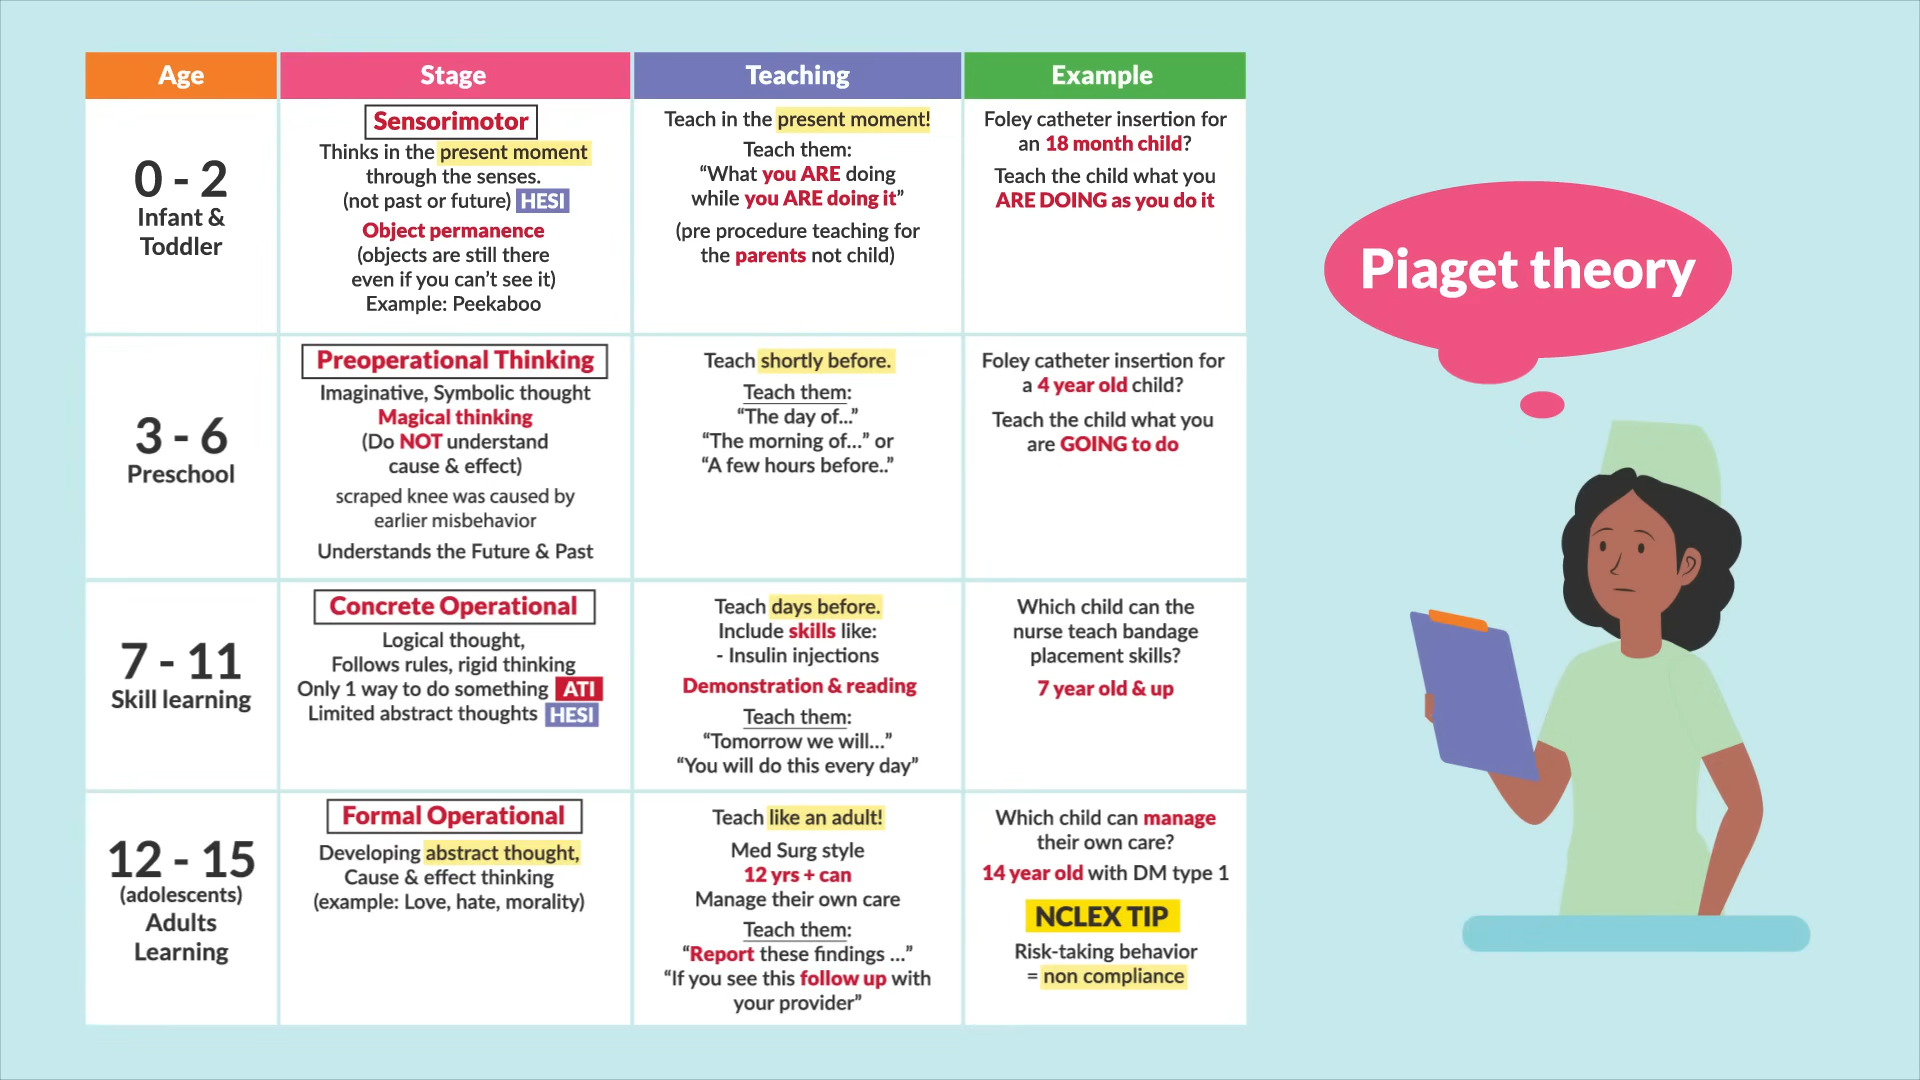 Age
Stage
Teaching
Example
0 - 2
Infant &
Toddler
Sensorimotor
Thinks in the present moment
through the senses.
(not past or future) HESI
Object permanence
(objects are still there
even if you can't see it)
Example: Peekaboo
Teach in the present moment!
Teach them:
“What you ARE doing
while you ARE doing it”
(pre procedure teaching for
the parents not child)
Foley catheter insertion for
an 18 month child?
Teach the child what you
ARE DOING as you do it
3 - 6
Preschool
Preoperational Thinking
Imaginative, Symbolic thought
Magical thinking
(Do NOT understand
cause & effect)
scraped knee was caused by
earlier misbehavior
Understands the Future & Past
Teach shortly before.
Teach them:
“The day of...”
“The morning of...” or
“A few hours before..”
Foley catheter insertion for
a 4 year old child?
Teach the child what you
are GOING to do
7 - 11
Skill learning
Concrete Operational
Logical thought,
Follows rules, rigid thinking
Only 1 way to do something ATI
Limited abstract thoughts HESI
Teach days before.
Include skills like:
- Insulin injections
Demonstration & reading
Teach them:
“Tomorrow we will...”
“You will do this every day”
Which child can the
nurse teach bandage
placement skills?
7 year old & up
12 - 15
(adolescents)
Adults
Learning
Formal Operational
Developing abstract thought,
Cause & effect thinking
(example: Love, hate, morality)
Teach like an adult!
Med Surg style
12 yrs + can
Manage their own care
Teach them:
“Report these findings ...”
“If you see this follow up with
your provider”
Which child can manage
their own care?
14 year old with DM type 1
NCLEX TIP
Risk-taking behavior
= non compliance
Piaget theory